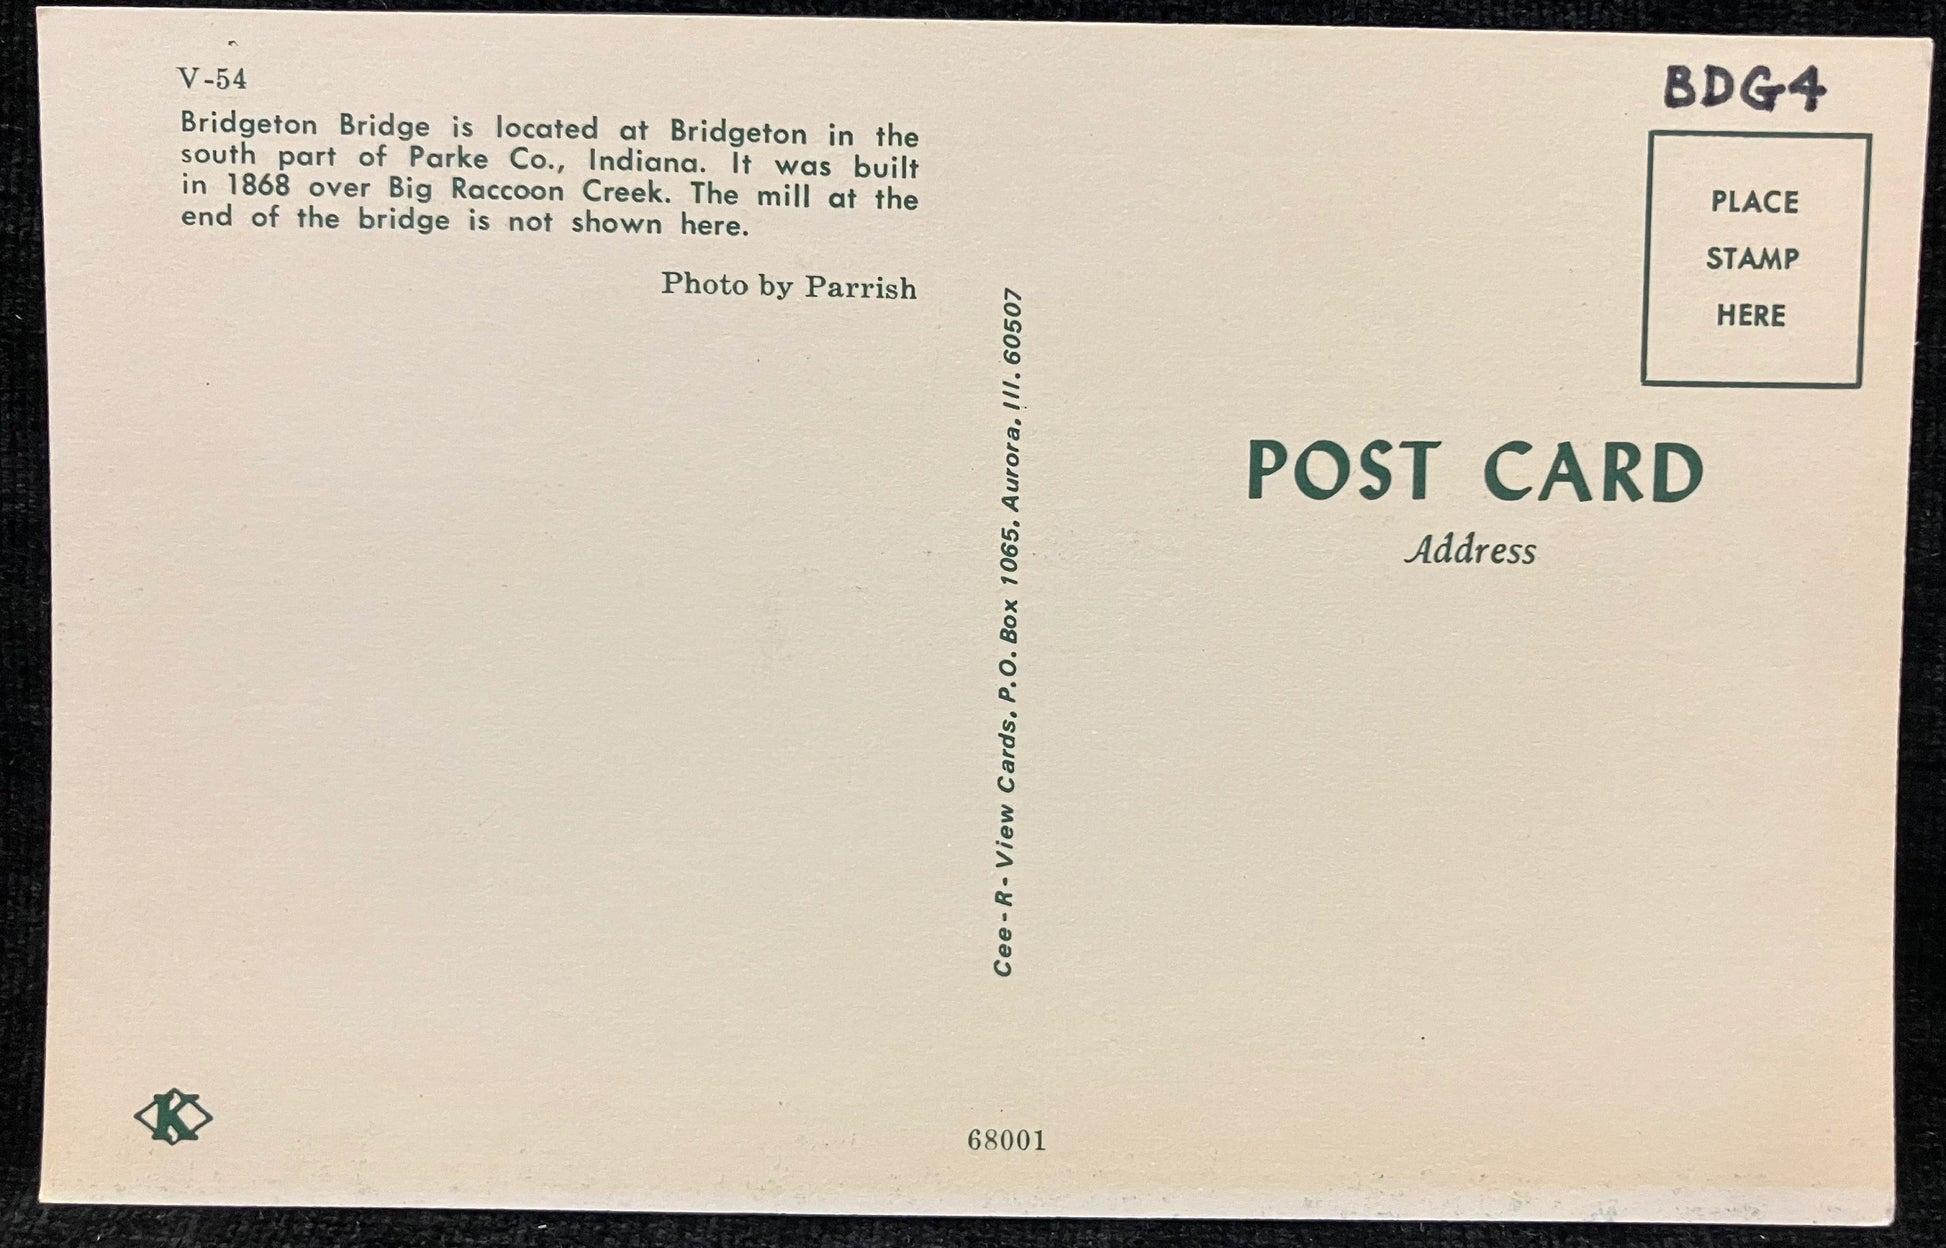 V-54
Bridgeton Bridge is located at Bridgeton in the
south part of Parke Co., Indiana. It was built
in 1868 over Big Raccoon Creek. The mill at the
end of the bridge is not shown here.
Photo by Parrish
Cee-R-View Cards, P.O. Box 1065, Aurora, Ill. 60507
BDG4
PLACE
STAMP
HERE
POST CARD
Address
K
68001